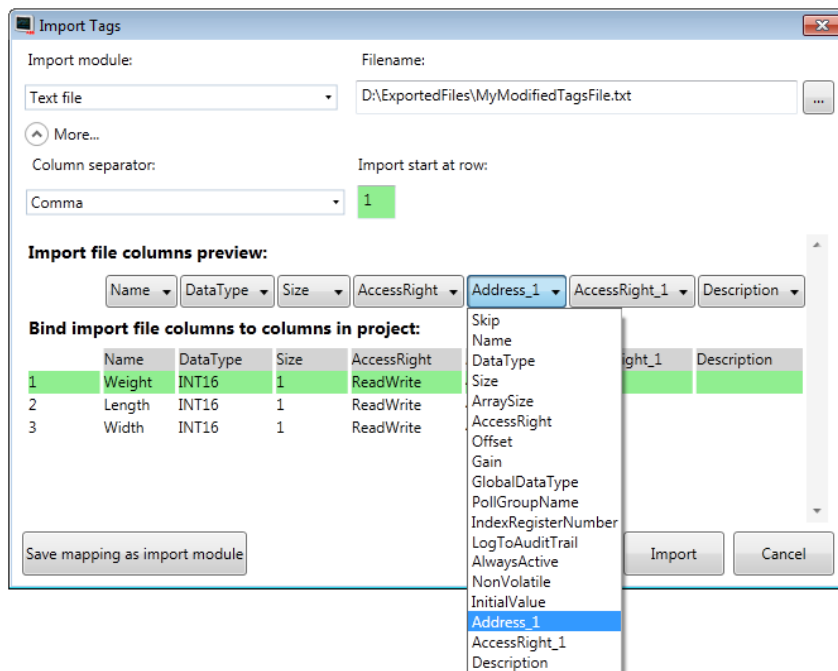 Import Tags
Import module: Filename:
Text file D:\ExportedFiles\MyModifiedTagsFile.txt ...
More...
Column separator: Import start at row:
Comma 1
Import file columns preview:
Name DataType Size AccessRight Address_1 AccessRight_1 Description
Bind import file columns to columns in project:
Name DataType Size AccessRight ight_1 Description
1 Weight INT16 1 ReadWrite
2 Length INT16 1 ReadWrite
3 Width INT16 1 ReadWrite
Skip
Name
DataType
Size
ArraySize
AccessRight
Offset
Gain
GlobalDataType
PollGroupName
IndexRegisterNumber
LogToAuditTrail
AlwaysActive
NonVolatile
InitialValue
Address_1
AccessRight_1
Description
Save mapping as import module Import Cancel